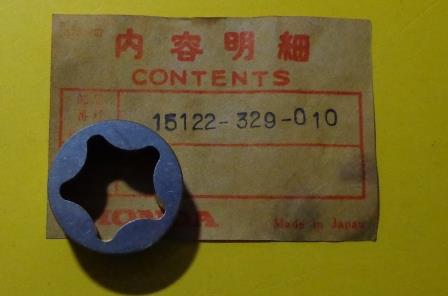 内容明細
CONTENTS
15122-329-010
HONDA
Made in Japan